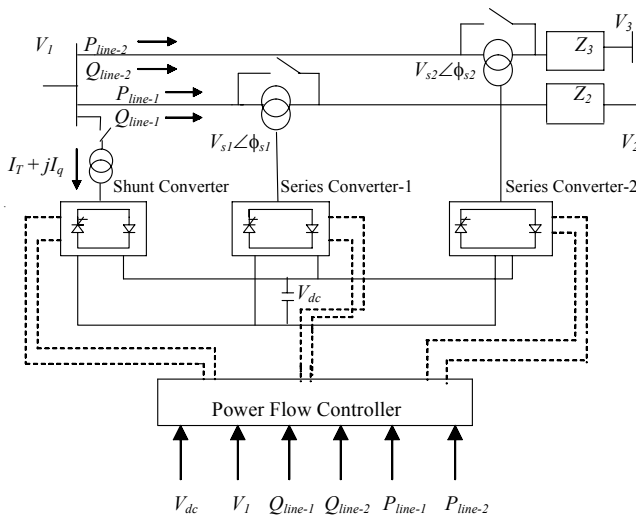 V3
V1
Pline-2
Z3
Qline-2
Vs2∠ϕs2
Pline-1
Z2
Qline-1
Vs1∠ϕs1
V2
IT + jIq
Shunt Converter
Series Converter-1
Series Converter-2
Vdc
Power Flow Controller
Vdc
V1
Qline-1
Qline-2
Pline-1
Pline-2